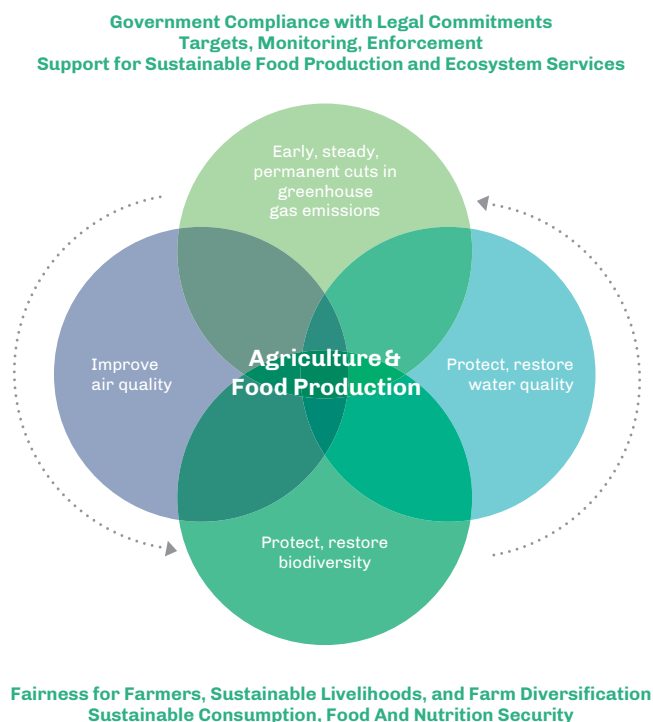 Government Compliance with Legal Commitments
Targets, Monitoring, Enforcement
Support for Sustainable Food Production and Ecosystem Services
Early, steady,
permanent cuts in
greenhouse
gas emissions
Improve
air quality
Agriculture &
Food Production
Protect, restore
water quality
Protect, restore
biodiversity
Fairness for Farmers, Sustainable Livelihoods, and Farm Diversification
Sustainable Consumption, Food And Nutrition Security